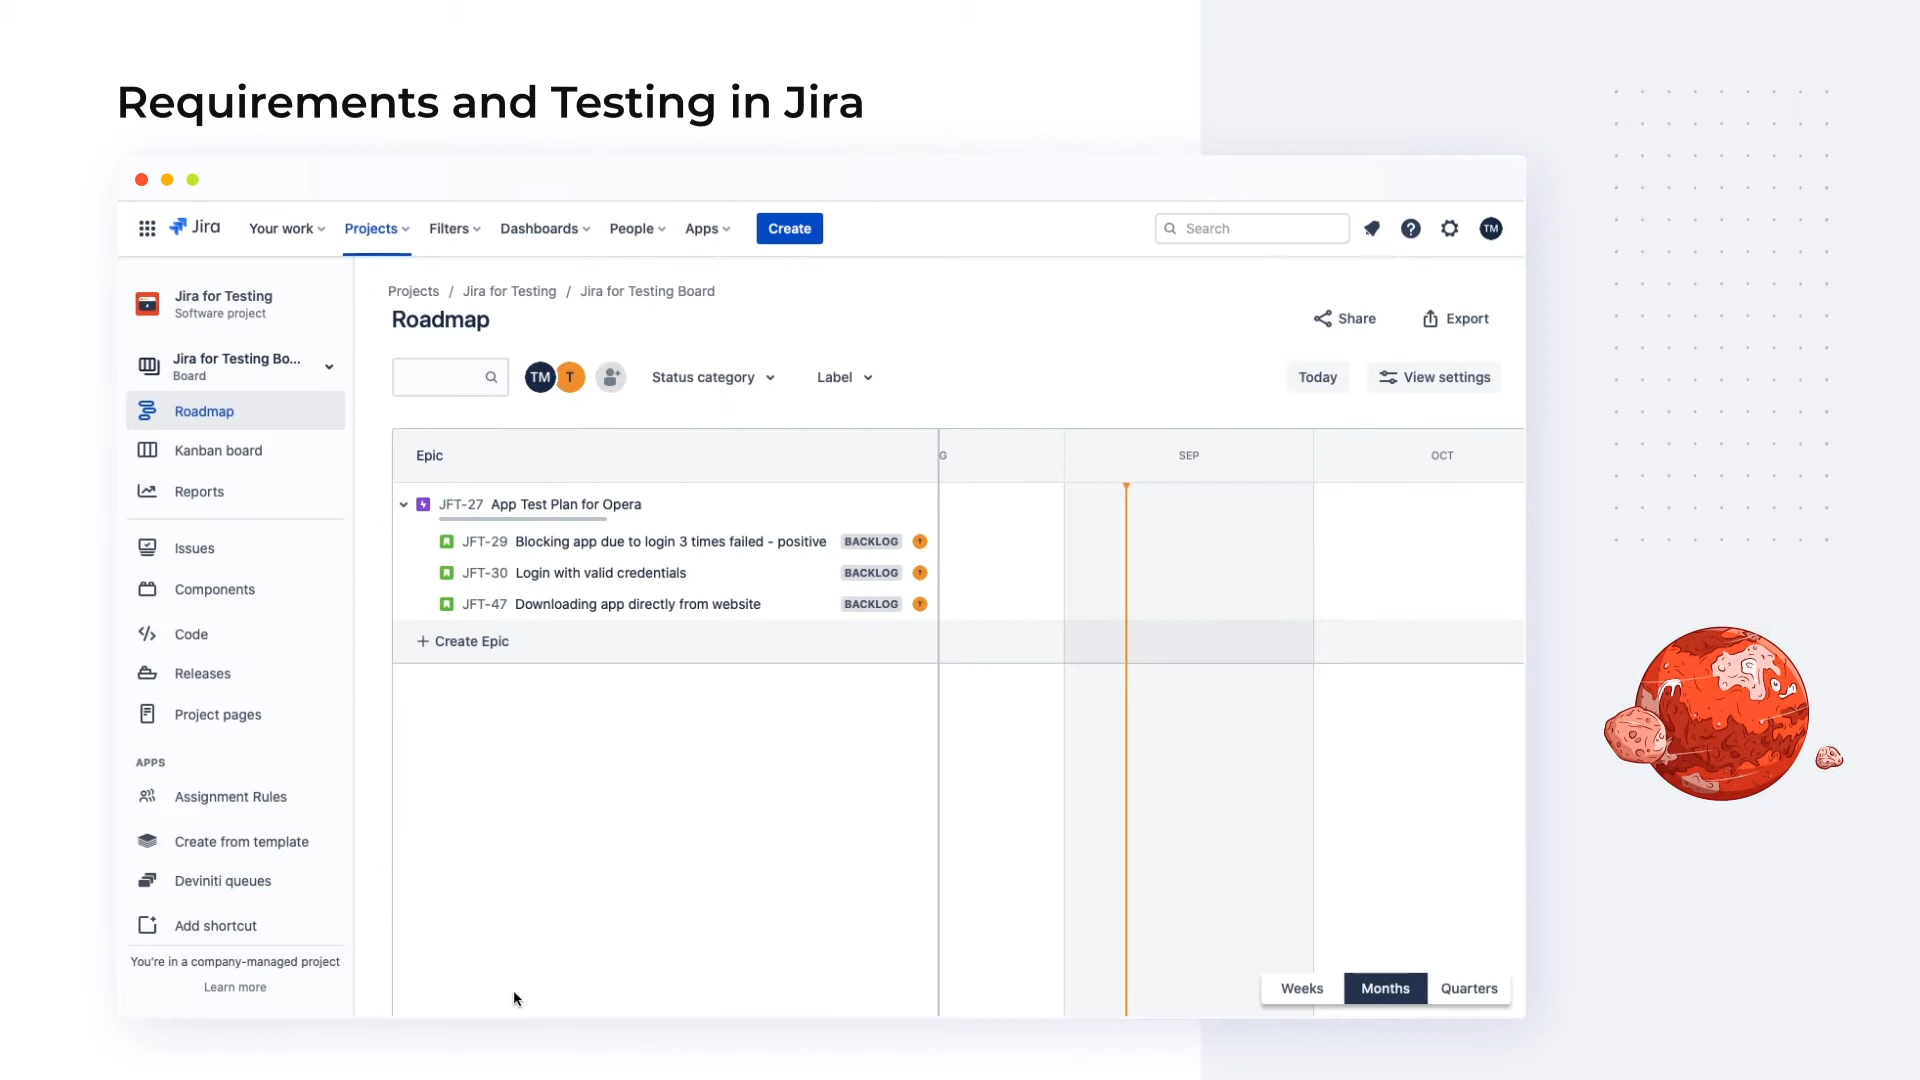 Requirements and Testing in Jira
Jira
Your work
Projects
Filters
Dashboards
People
Apps
Create
Search
TM
Jira for Testing
Software project
Jira for Testing Bo...
Board
Roadmap
Kanban board
Reports
Issues
Components
Code
Releases
Project pages
APPS
Assignment Rules
Create from template
Deviniti queues
Add shortcut
You're in a company-managed project
Learn more
Projects / Jira for Testing / Jira for Testing Board
Roadmap
Share
Export
TM
T
Status category
Label
Today
View settings
Epic
G
SEP
OCT
JFT-27 App Test Plan for Opera
JFT-29 Blocking app due to login 3 times failed - positive BACKLOG T
JFT-30 Login with valid credentials BACKLOG T
JFT-47 Downloading app directly from website BACKLOG T
+ Create Epic
Weeks
Months
Quarters